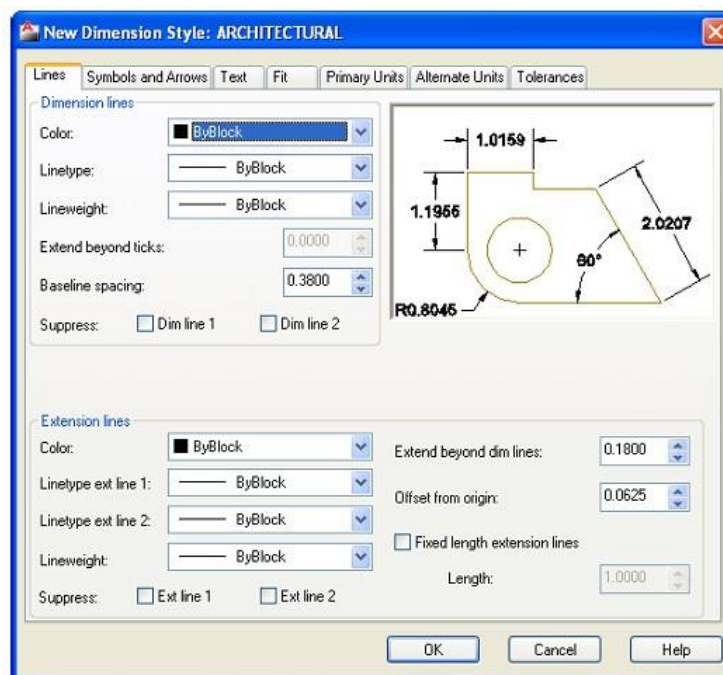 New Dimension Style: ARCHITECTURAL
Lines Symbols and Arrows Text Fit Primary Units Alternate Units Tolerances
Dimension lines
Color: ByBlock
Linetype: ByBlock
Lineweight: ByBlock
Extend beyond ticks: 0.0000
Baseline spacing: 0.3800
Suppress: Dim line 1 Dim line 2
1.0159
1.1955
2.0207
60°
R0.8045
Extension lines
Color: ByBlock
Linetype ext line 1: ByBlock
Linetype ext line 2: ByBlock
Lineweight: ByBlock
Suppress: Ext line 1 Ext line 2
Extend beyond dim lines: 0.1800
Offset from origin: 0.0625
Fixed length extension lines
Length: 1.0000
OK Cancel Help